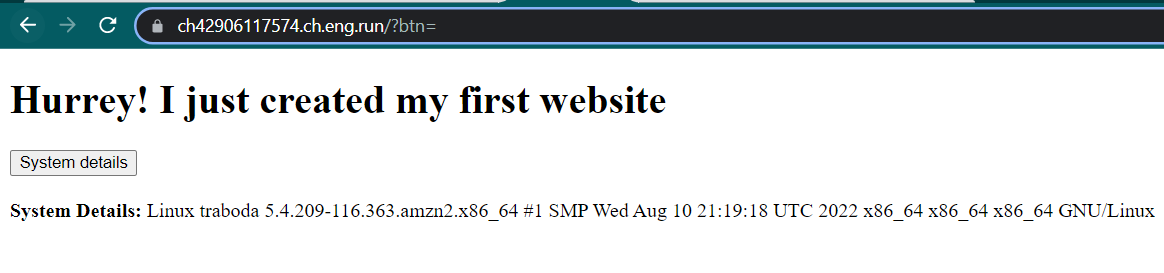 ch42906117574.ch.eng.run/?btn=
Hurrey! I just created my first website
System details
System Details: Linux traboda 5.4.209-116.363.amzn2.x86_64 #1 SMP Wed Aug 10 21:19:18 UTC 2022 x86_64 x86_64 x86_64 GNU/Linux